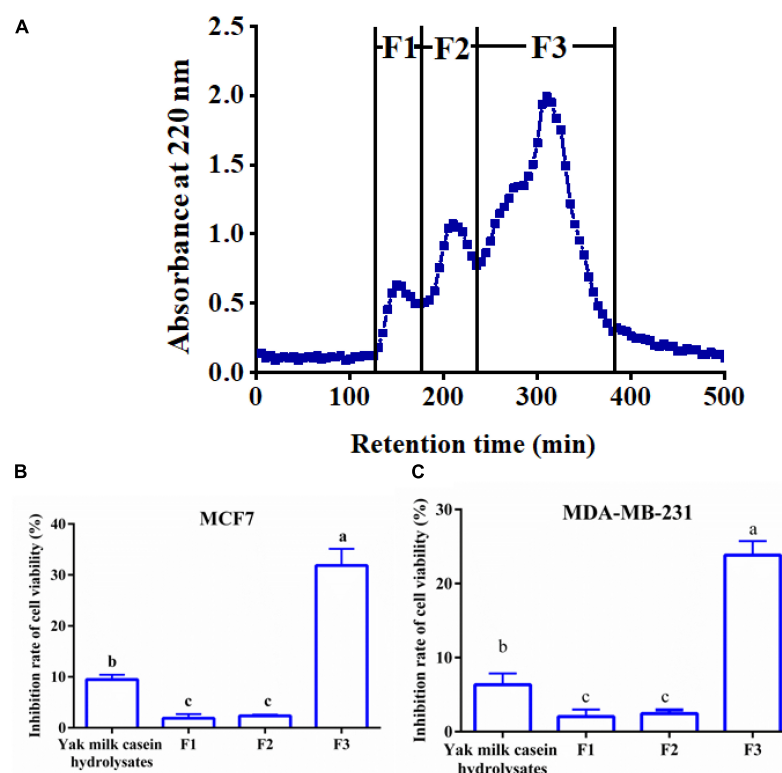 A
Absorbance at 220 nm
2.5
2.0
1.5
1.0
0.5
0.0
F1 F2 F3
0 100 200 300 400 500
Retention time (min)
B
MCF7
Inhibition rate of cell viability (%)
40
30
20
10
0
b
c
c
a
Yak milk casein
hydrolysates
F1
F2
F3
C
MDA-MB-231
Inhibition rate of cell viability (%)
30
20
10
0
b
c
c
a
Yak milk casein
hydrolysates
F1
F2
F3